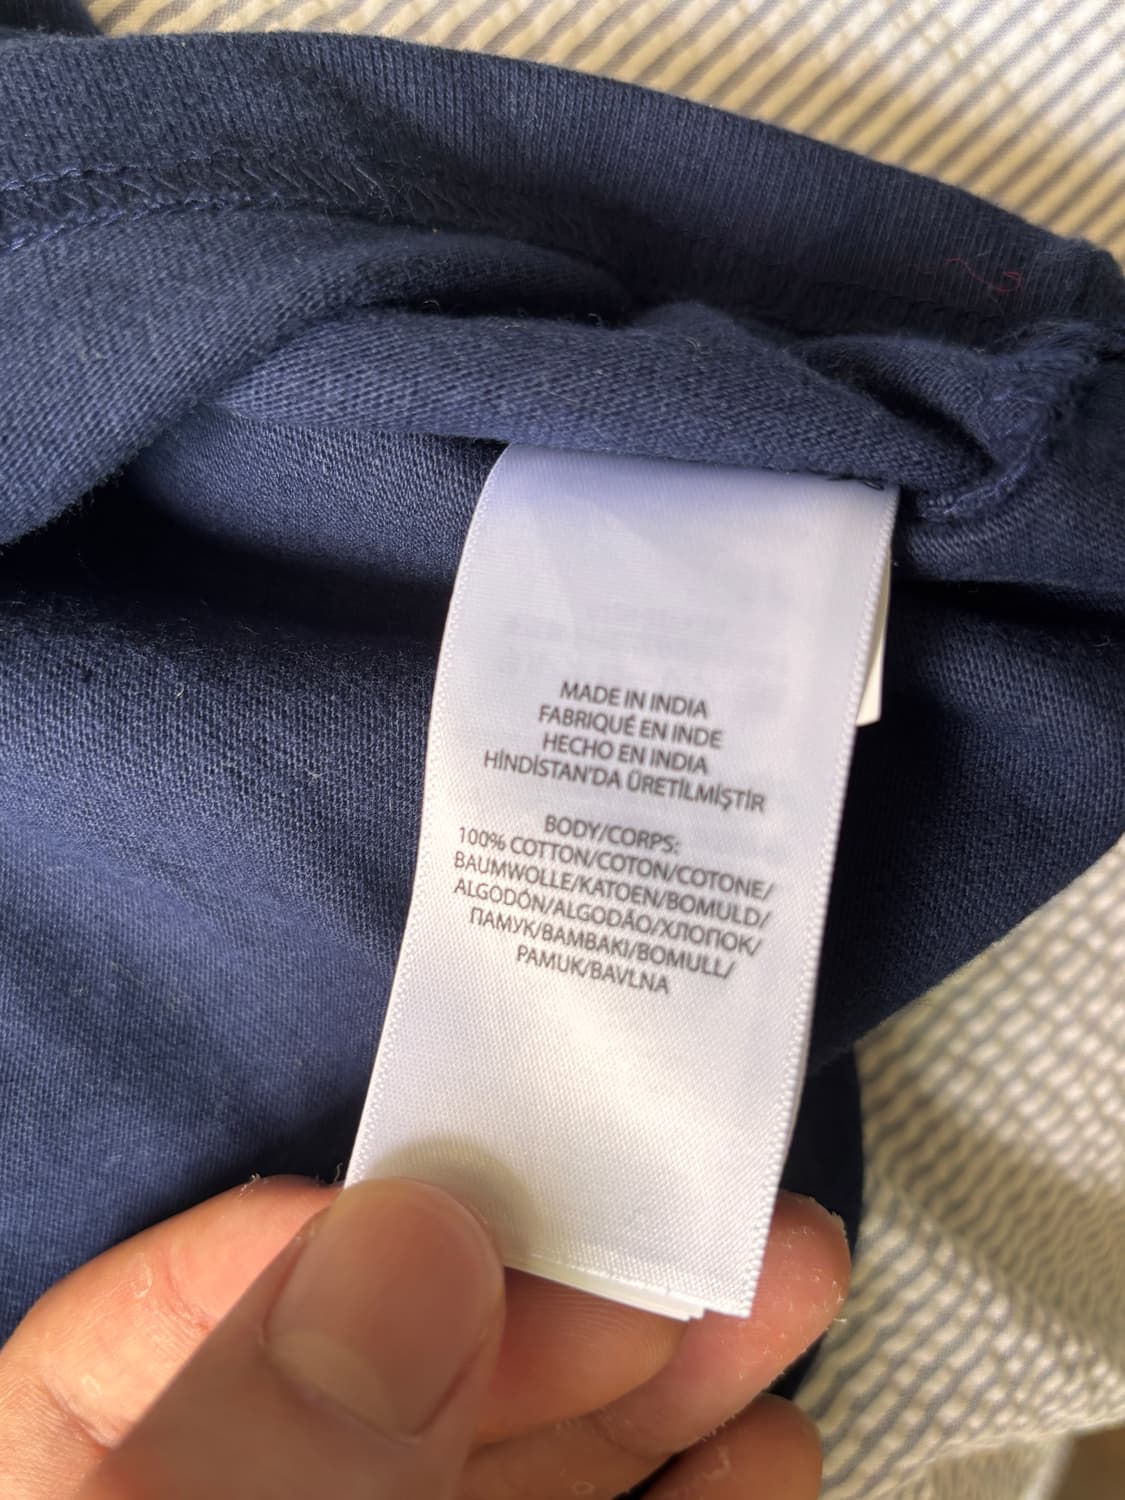 MADE IN INDIA
FABRIQUÉ EN INDE
HECHO EN INDIA
HİNDİSTAN'DA ÜRETİLMİŞTİR
BODY/CORPS:
100% COTTON/COTON/COTONE/
BAUMWOLLE/KATOEN/BOMULD/
ALGODÓN/ALGODÃO/ХЛОПОК/
ПАМУК/BAMBAKI/BOMULL/
PAMUK/BAVLNA